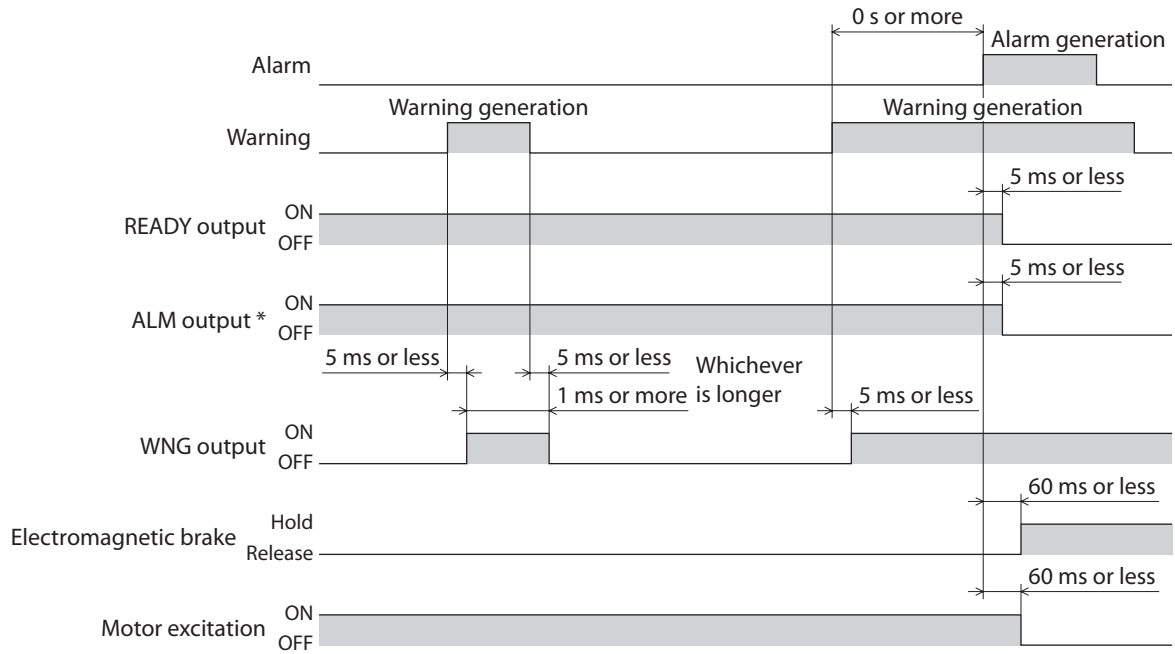 0 s or more
Alarm generation
Alarm
Warning generation
Warning generation
Warning
5 ms or less
READY output
ON
OFF
5 ms or less
ALM output *
ON
OFF
5 ms or less
5 ms or less
Whichever
is longer
1 ms or more
5 ms or less
WNG output
ON
OFF
60 ms or less
Electromagnetic brake
Hold
Release
60 ms or less
Motor excitation
ON
OFF